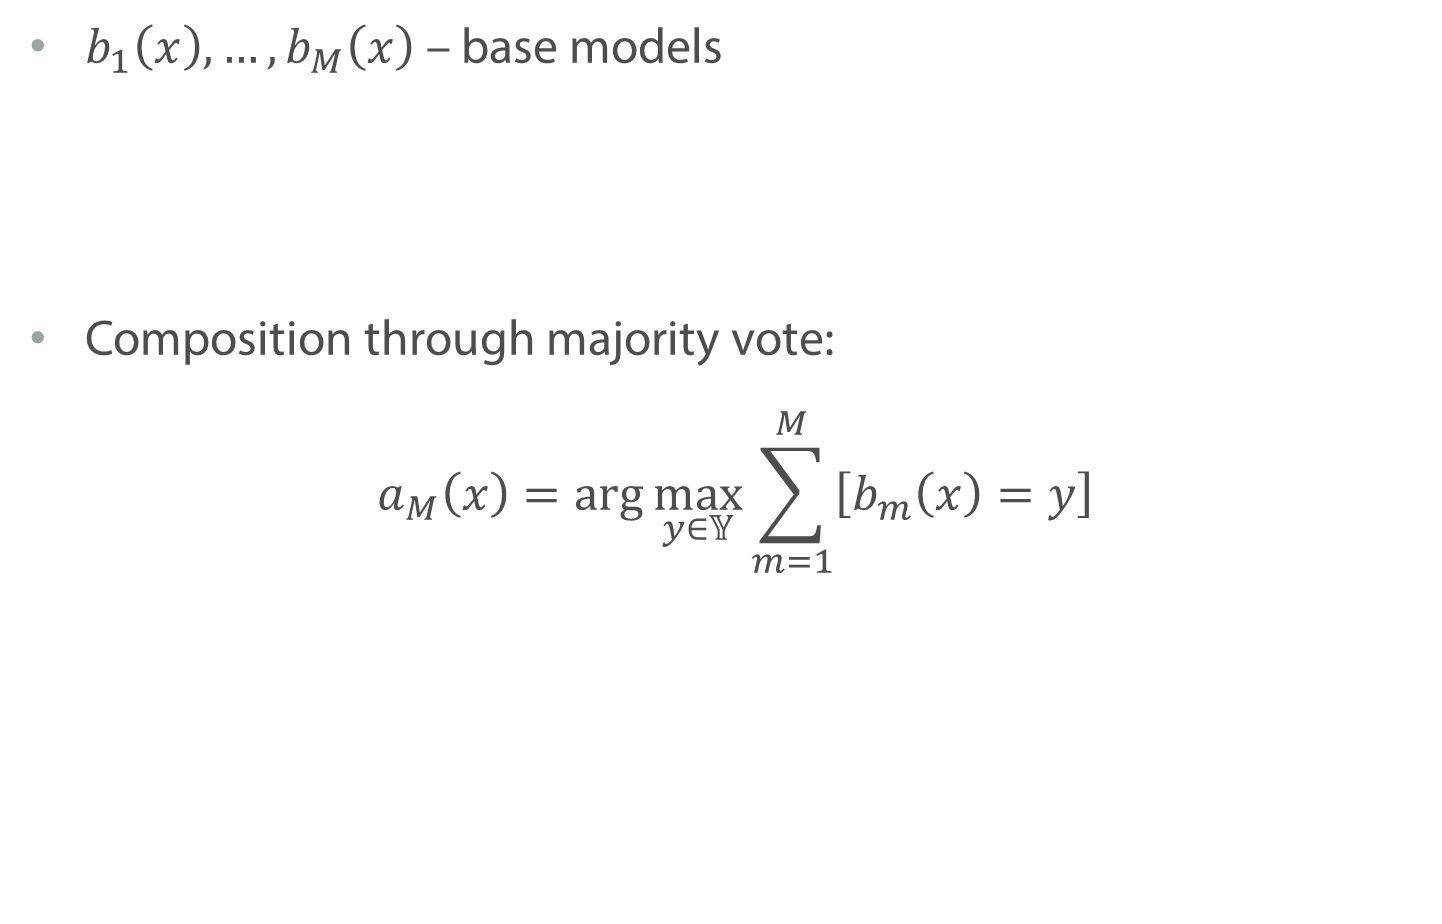 • b₁(x), … , b_M(x) – base models
• Composition through majority vote:
a_M(x) = arg max_{y∈𝕐} ∑_{m=1}^{M} [b_m(x) = y]